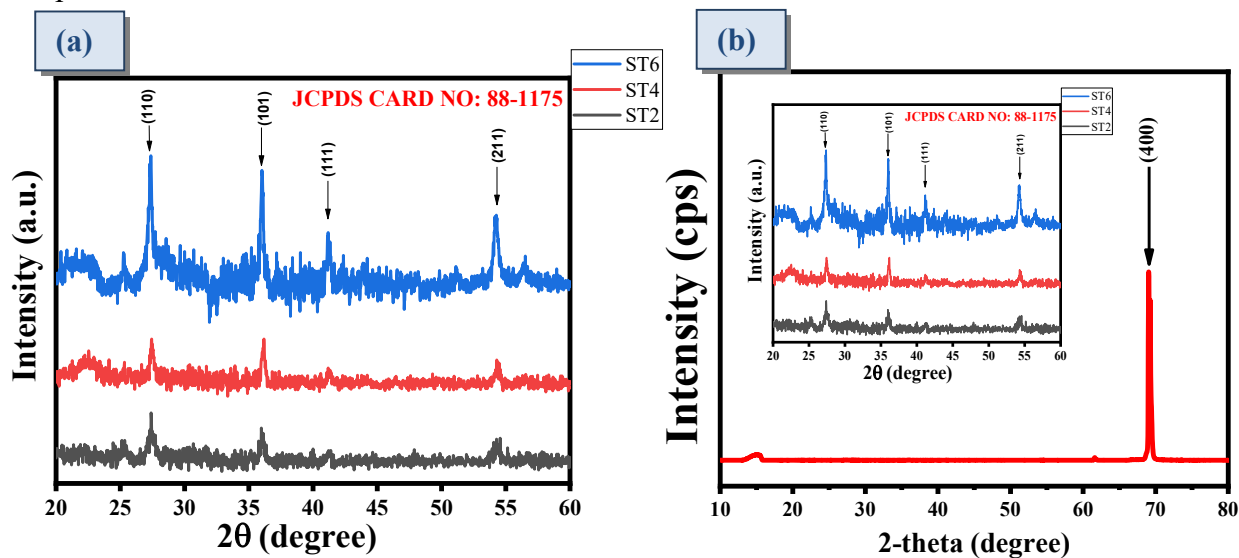 (a)
ST6
ST4
ST2
JCPDS CARD NO: 88-1175
(110)
(101)
(111)
(211)
Intensity (a.u.)
20 25 30 35 40 45 50 55 60
2θ (degree)
(b)
ST6
ST4
ST2
JCPDS CARD NO: 88-1175
(110)
(101)
(111)
(211)
Intensity (a.u.)
20 25 30 35 40 45 50 55 60
2θ (degree)
(400)
Intensity (cps)
10 20 30 40 50 60 70 80
2-theta (degree)